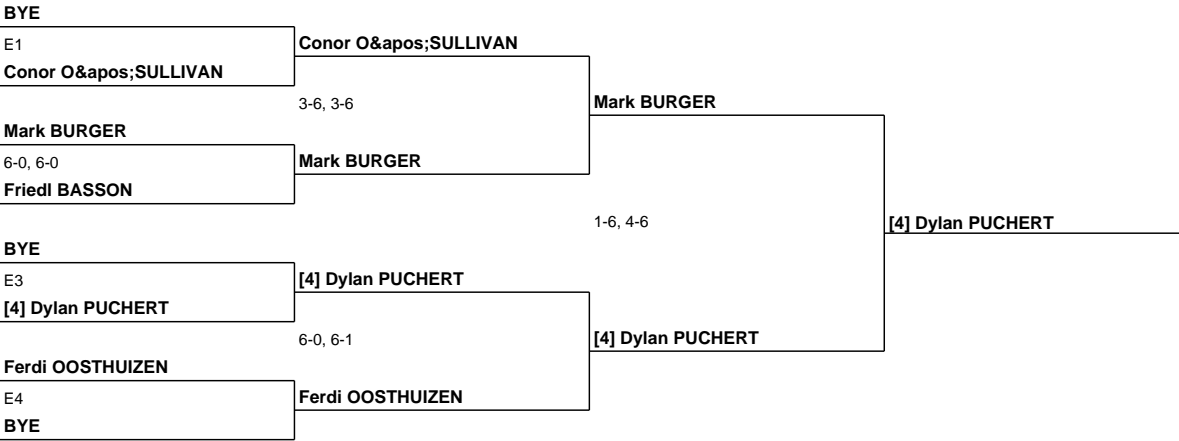 BYE
E1
Conor O&apos;SULLIVAN
Conor O&apos;SULLIVAN
3-6, 3-6
Mark BURGER
Mark BURGER
6-0, 6-0
Mark BURGER
Friedl BASSON
1-6, 4-6
[4] Dylan PUCHERT
BYE
E3
[4] Dylan PUCHERT
[4] Dylan PUCHERT
6-0, 6-1
[4] Dylan PUCHERT
Ferdi OOSTHUIZEN
E4
Ferdi OOSTHUIZEN
BYE